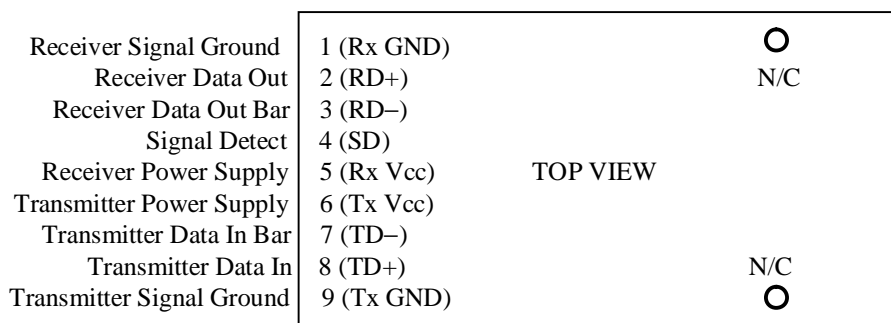 Receiver Signal Ground 1 (Rx GND)
Receiver Data Out 2 (RD+) N/C
Receiver Data Out Bar 3 (RD−)
Signal Detect 4 (SD)
Receiver Power Supply 5 (Rx Vcc) TOP VIEW
Transmitter Power Supply 6 (Tx Vcc)
Transmitter Data In Bar 7 (TD−)
Transmitter Data In 8 (TD+) N/C
Transmitter Signal Ground 9 (Tx GND)